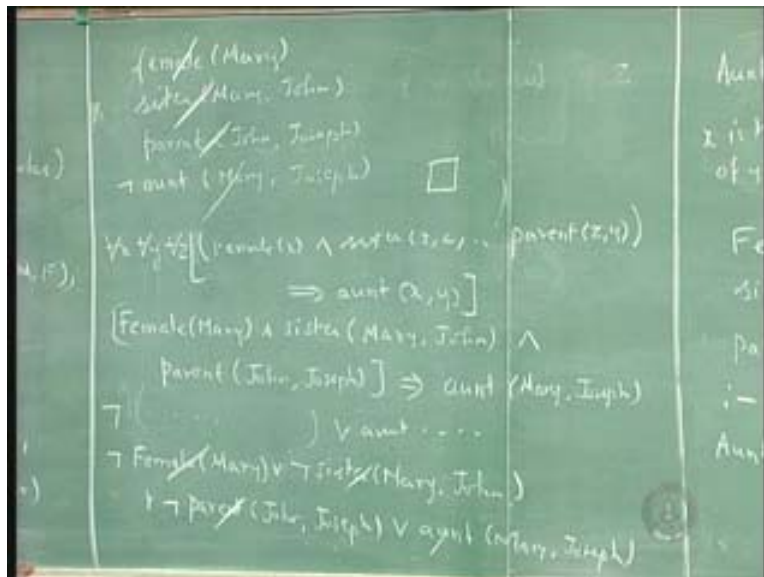 female (Mary)
sister (Mary, John)
parent (John, Joseph)
¬ aunt (Mary, Joseph) □
∀x ∀y ∀z [(female(x) ∧ sister(x, z, .. parent(z,y))
⇒ aunt (x,y)]
[Female(Mary) ∧ sister (Mary, John) ∧
parent (John, Joseph)] ⇒ aunt (Mary, Joseph)
¬ ( ) ∨ aunt ....
¬ Female(Mary) ∨ ¬ sister(Mary, John)
∨ ¬ parent (John, Joseph) ∨ aunt (Mary, Joseph)
Aunt
x is
of y
Fe
si
pa
:-
Aunt